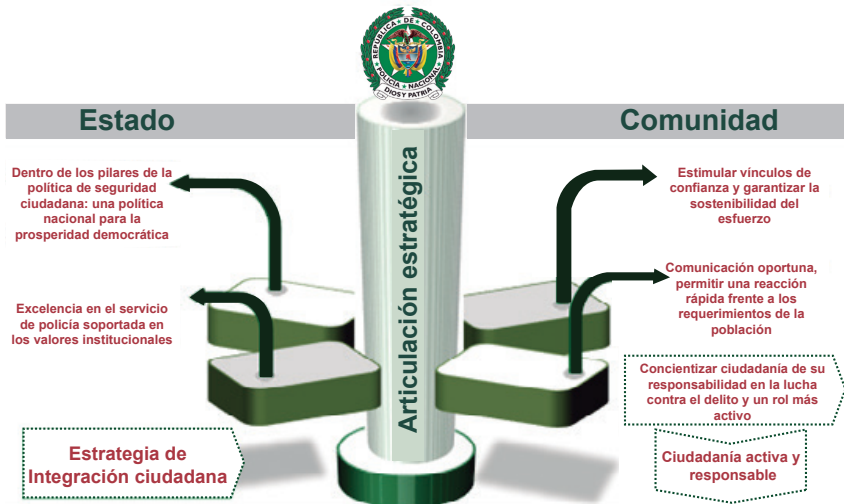 REPÚBLICA DE COLOMBIA
POLICÍA NACIONAL
DIOS Y PATRIA
Estado
Comunidad
Articulación estratégica
Dentro de los pilares de la
política de seguridad
ciudadana: una política
nacional para la
prosperidad democrática
Excelencia en el servicio
de policía soportada en
los valores institucionales
Estrategia de
Integración ciudadana
Estimular vínculos de
confianza y garantizar la
sostenibilidad del
esfuerzo
Comunicación oportuna,
permitir una reacción
rápida frente a los
requerimientos de la
población
Concientizar ciudadanía de su
responsabilidad en la lucha
contra el delito y un rol más
activo
Ciudadanía activa y
responsable